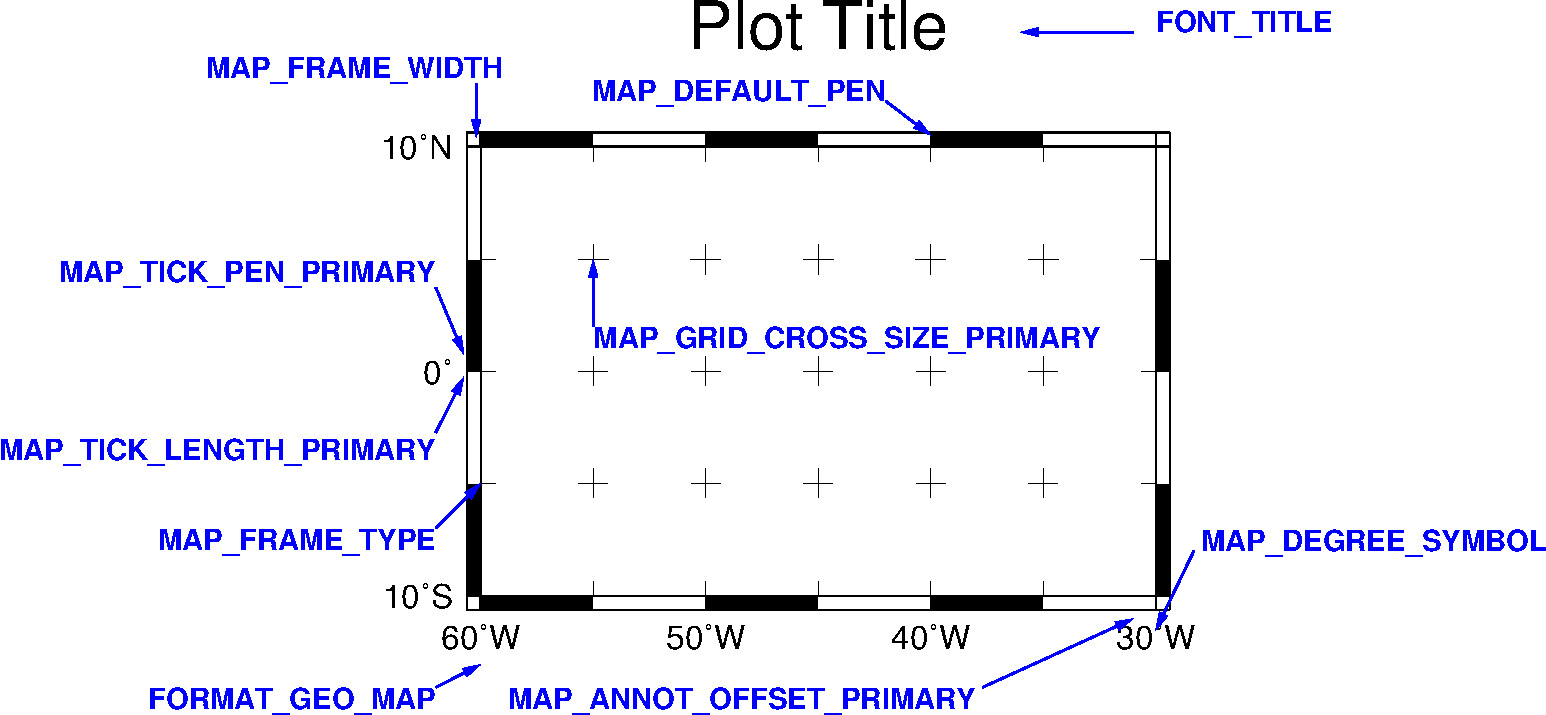 Plot Title
FONT_TITLE
MAP_FRAME_WIDTH
MAP_DEFAULT_PEN
10˚N
MAP_TICK_PEN_PRIMARY
MAP_GRID_CROSS_SIZE_PRIMARY
0˚
MAP_TICK_LENGTH_PRIMARY
MAP_FRAME_TYPE
MAP_DEGREE_SYMBOL
10˚S
60˚W 50˚W 40˚W 30˚W
FORMAT_GEO_MAP MAP_ANNOT_OFFSET_PRIMARY